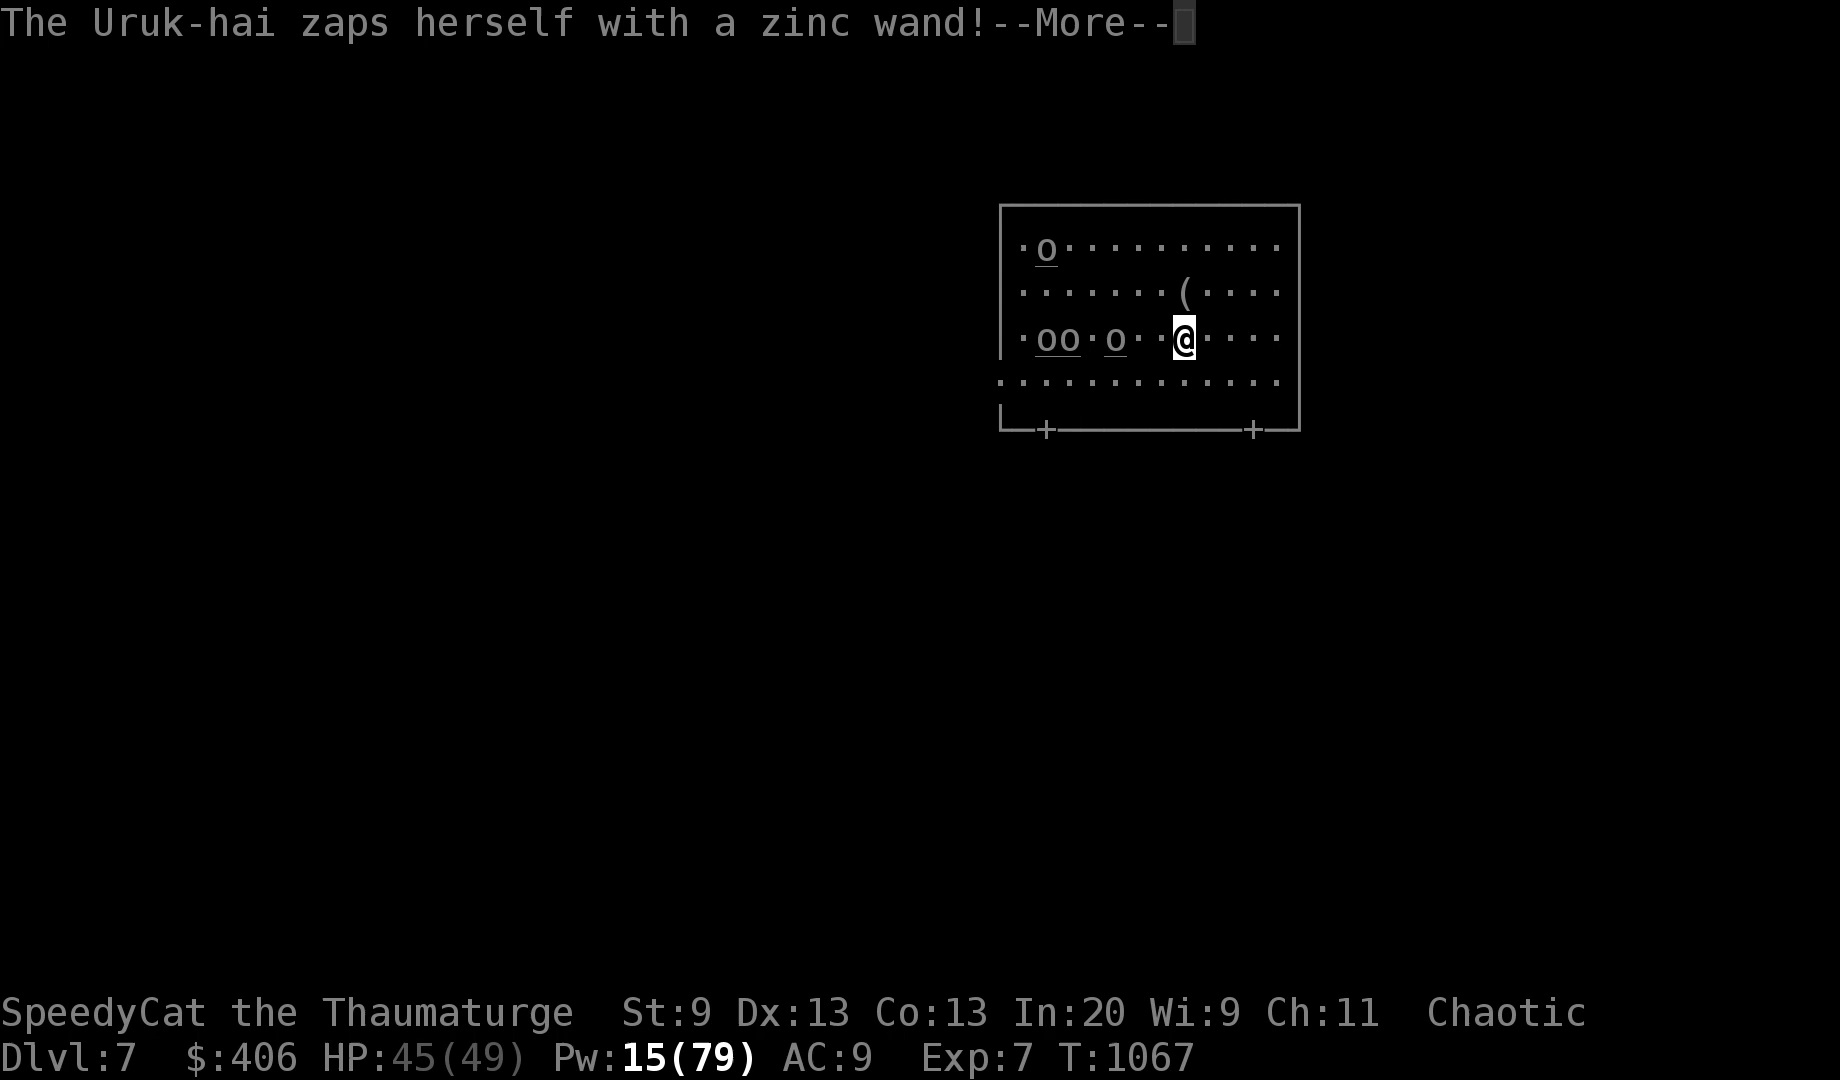 The Uruk-hai zaps herself with a zinc wand!--More--
·o··········
·······(····
·oo·o··@····
·············
+ +
SpeedyCat the Thaumaturge  St:9 Dx:13 Co:13 In:20 Wi:9 Ch:11  Chaotic
Dlvl:7  $:406 HP:45(49) Pw:15(79) AC:9  Exp:7 T:1067